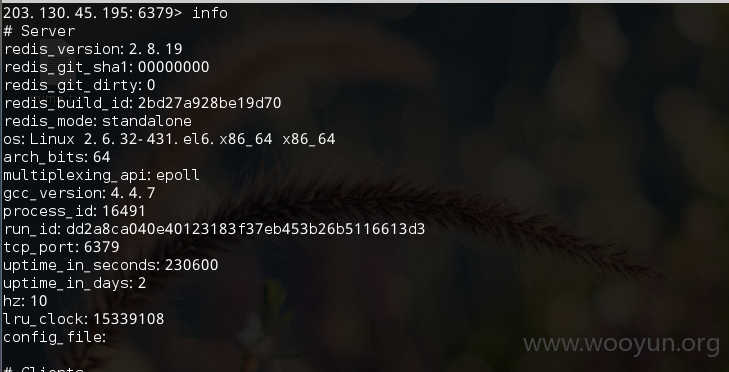 203.130.45.195:6379> info
# Server
redis_version:2.8.19
redis_git_sha1:00000000
redis_git_dirty:0
redis_build_id:2bd27a928be19d70
redis_mode:standalone
os:Linux 2.6.32-431.el6.x86_64 x86_64
arch_bits:64
multiplexing_api:epoll
gcc_version:4.4.7
process_id:16491
run_id:dd2a8ca040e40123183f37eb453b26b5116613d3
tcp_port:6379
uptime_in_seconds:230600
uptime_in_days:2
hz:10
lru_clock:15339108
config_file:
www.wooyun.org
# Clients